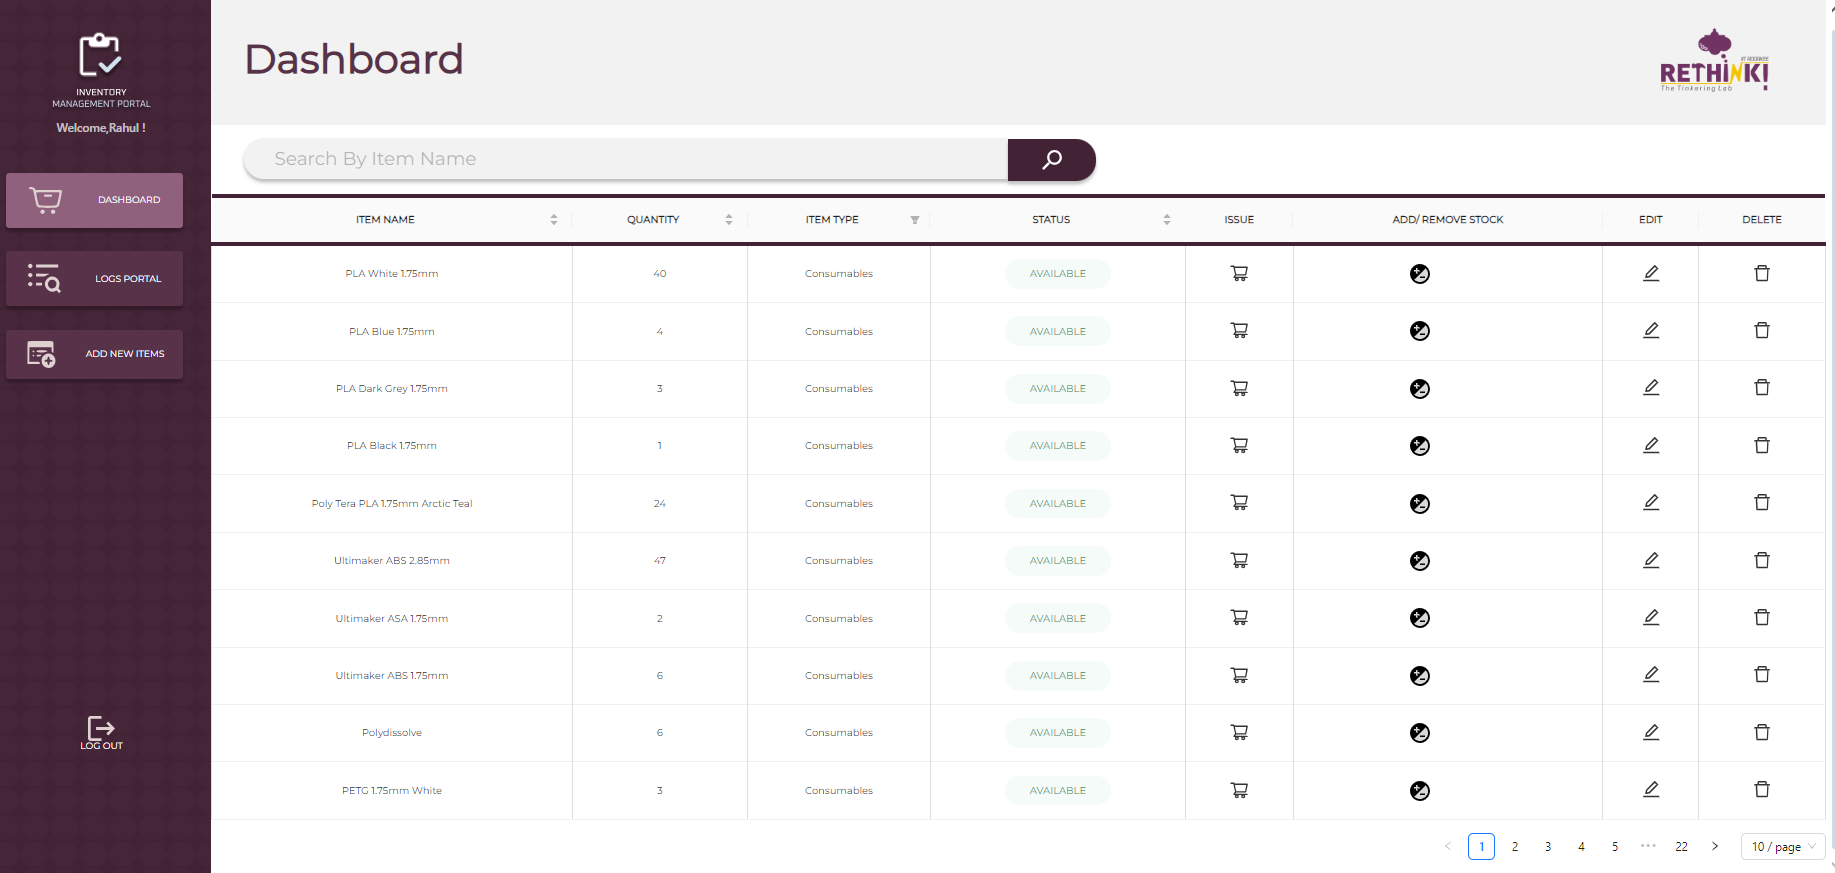 INVENTORY
MANAGEMENT PORTAL
Welcome,Rahul !
DASHBOARD
LOGS PORTAL
ADD NEW ITEMS
LOG OUT
Dashboard
IIT ROORKEE
RETHiNK!
The Tinkering Lab
Search By Item Name
ITEM NAME QUANTITY ITEM TYPE STATUS ISSUE ADD/ REMOVE STOCK EDIT DELETE
PLA White 1.75mm 40 Consumables AVAILABLE
PLA Blue 1.75mm 4 Consumables AVAILABLE
PLA Dark Grey 1.75mm 3 Consumables AVAILABLE
PLA Black 1.75mm 1 Consumables AVAILABLE
Poly Tera PLA 1.75mm Arctic Teal 24 Consumables AVAILABLE
Ultimaker ABS 2.85mm 47 Consumables AVAILABLE
Ultimaker ASA 1.75mm 2 Consumables AVAILABLE
Ultimaker ABS 1.75mm 6 Consumables AVAILABLE
Polydissolve 6 Consumables AVAILABLE
PETG 1.75mm White 3 Consumables AVAILABLE
< 1 2 3 4 5 ••• 22 > 10 / page